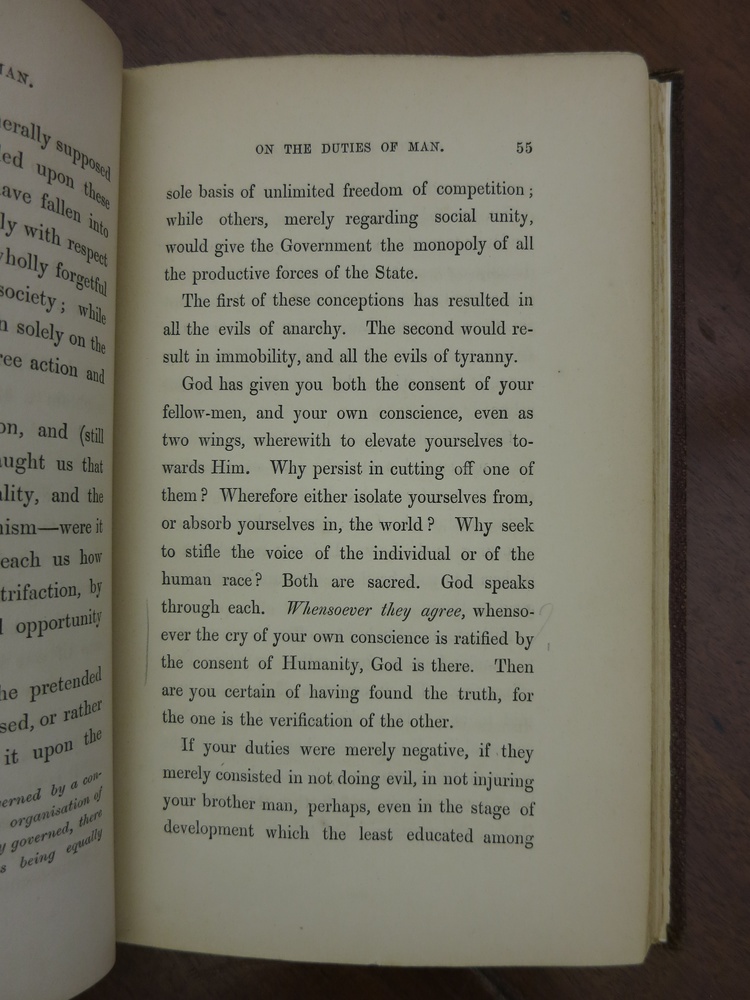 MAN.
erally supposed
led upon these
ave fallen into
ly with respect
wholly forgetful
society; while
n solely on the
ree action and
on, and (still
aught us that
ality, and the
nism—were it
each us how
trifaction, by
l opportunity
he pretended
sed, or rather
it upon the
erned by a con-
organisation of
y governed, there
s being equally
ON THE DUTIES OF MAN. 55
sole basis of unlimited freedom of competition;
while others, merely regarding social unity,
would give the Government the monopoly of all
the productive forces of the State.
The first of these conceptions has resulted in
all the evils of anarchy. The second would re-
sult in immobility, and all the evils of tyranny.
God has given you both the consent of your
fellow-men, and your own conscience, even as
two wings, wherewith to elevate yourselves to-
wards Him. Why persist in cutting off one of
them? Wherefore either isolate yourselves from,
or absorb yourselves in, the world? Why seek
to stifle the voice of the individual or of the
human race? Both are sacred. God speaks
through each. Whensoever they agree, whenso-
ever the cry of your own conscience is ratified by
the consent of Humanity, God is there. Then
are you certain of having found the truth, for
the one is the verification of the other.
If your duties were merely negative, if they
merely consisted in not doing evil, in not injuring
your brother man, perhaps, even in the stage of
development which the least educated among